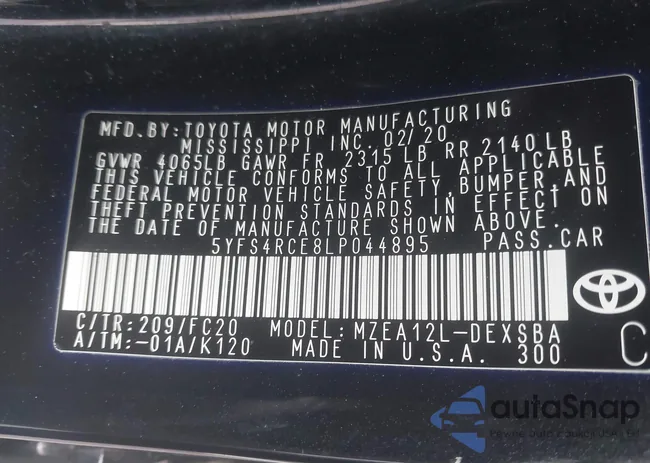 MFD. BY: TOYOTA MOTOR MANUFACTURING
MISSISSIPPI INC. 02/20
GVWR 4065LB GAWR FR 2315 LB RR 2140 LB
THIS VEHICLE CONFORMS TO ALL APPLICABLE
FEDERAL MOTOR VEHICLE SAFETY, BUMPER, AND
THEFT PREVENTION STANDARDS IN EFFECT ON
THE DATE OF MANUFACTURE SHOWN ABOVE.
5YFS4RCE8LP044895 PASS. CAR
C/TR: 209/FC20 MODEL: MZEA12L-DEXSBA
A/TM: -01A/K120 MADE IN U.S.A. 300 C
autoSnap